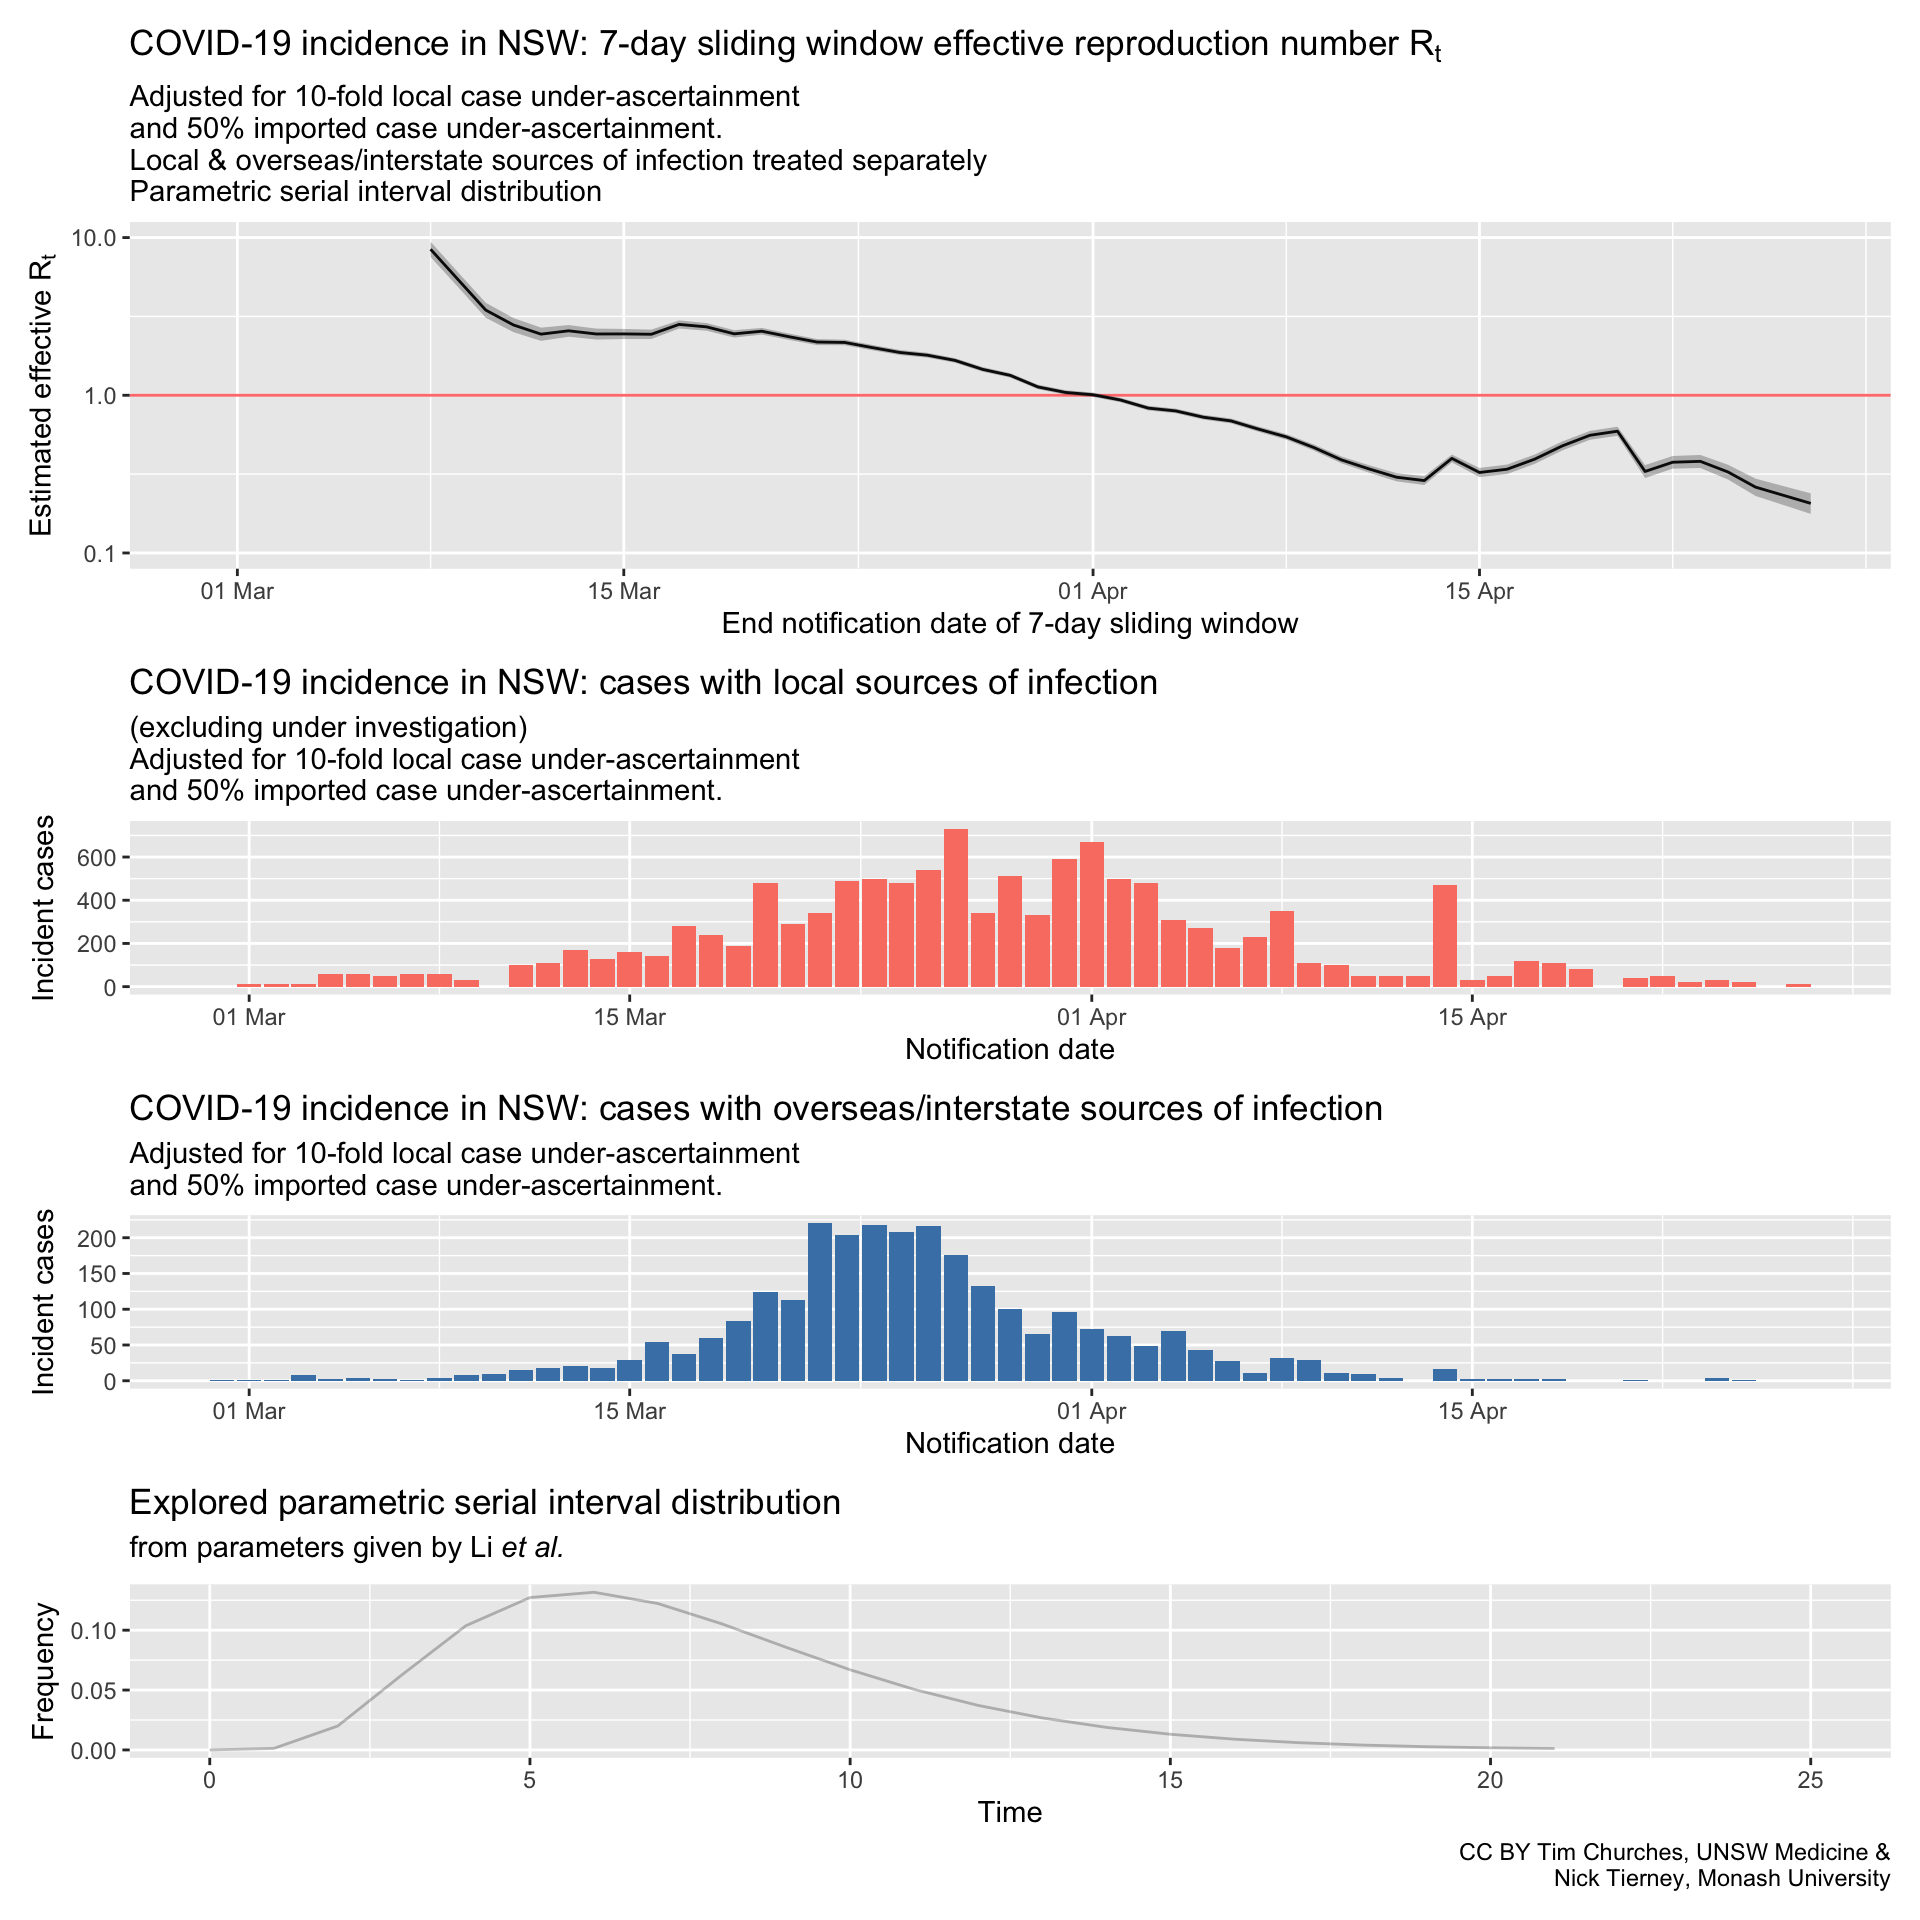 COVID-19 incidence in NSW: 7-day sliding window effective reproduction number Rt
Adjusted for 10-fold local case under-ascertainment
and 50% imported case under-ascertainment.
Local & overseas/interstate sources of infection treated separately
Parametric serial interval distribution
Estimated effective Rt
10.0
1.0
0.1
01 Mar
15 Mar
01 Apr
15 Apr
End notification date of 7-day sliding window
COVID-19 incidence in NSW: cases with local sources of infection
(excluding under investigation)
Adjusted for 10-fold local case under-ascertainment
and 50% imported case under-ascertainment.
Incident cases
600
400
200
0
01 Mar
15 Mar
01 Apr
15 Apr
Notification date
COVID-19 incidence in NSW: cases with overseas/interstate sources of infection
Adjusted for 10-fold local case under-ascertainment
and 50% imported case under-ascertainment.
Incident cases
200
150
100
50
0
01 Mar
15 Mar
01 Apr
15 Apr
Notification date
Explored parametric serial interval distribution
from parameters given by Li et al.
Frequency
0.10
0.05
0.00
0
5
10
15
20
25
Time
CC BY Tim Churches, UNSW Medicine &
Nick Tierney, Monash University